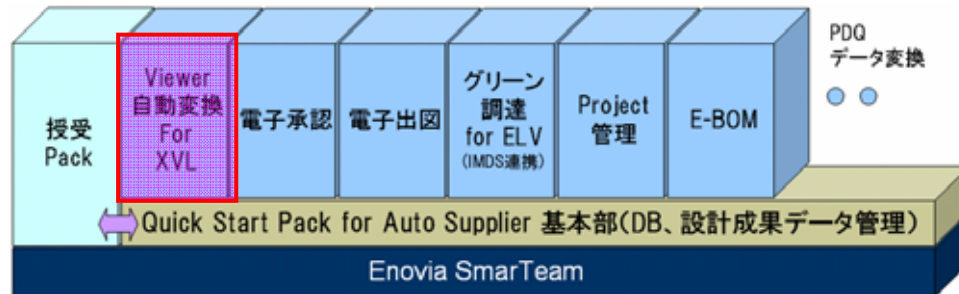 授受
Pack
Viewer
自動変換
For
XVL
電子承認
電子出図
グリーン
調達
for ELV
(IMDS連携)
Project
管理
E-BOM
PDQ
データ変換
Quick Start Pack for Auto Supplier 基本部(DB、設計成果データ管理)
Enovia SmarTeam